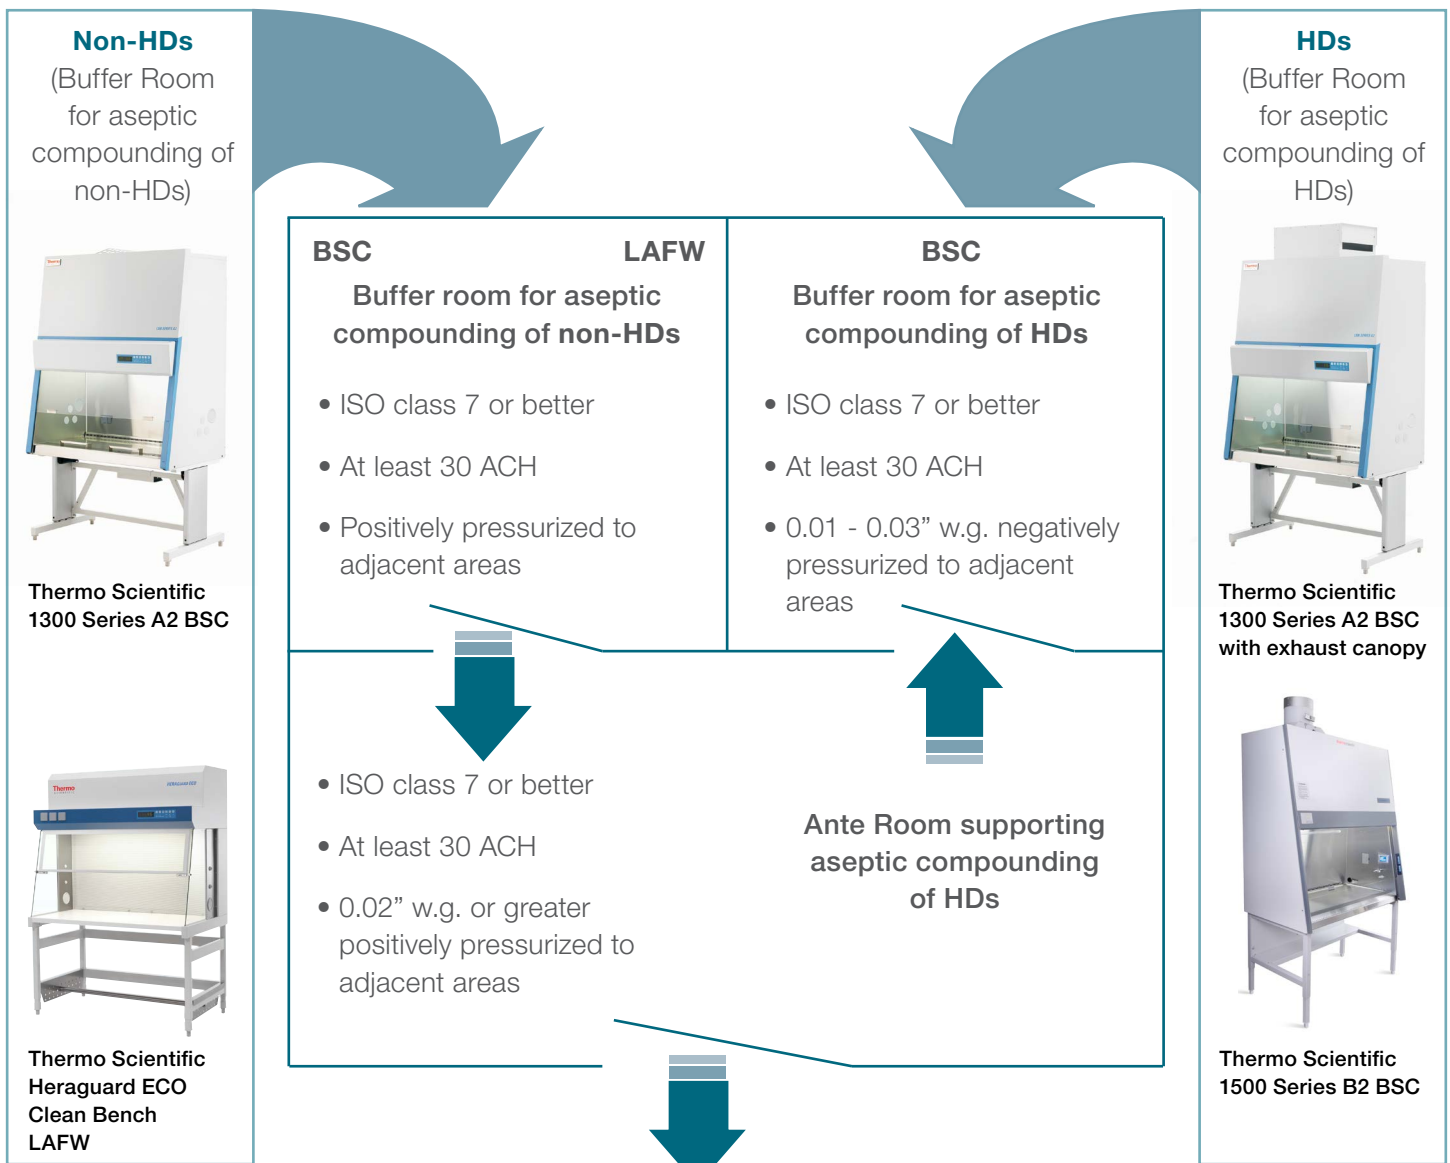 Non-HDs
(Buffer Room
for aseptic
compounding of
non-HDs)
Thermo Scientific
1300 Series A2 BSC
Thermo
Thermo Scientific
Heraguard ECO
Clean Bench
LAFW
BSC
LAFW
Buffer room for aseptic
compounding of non-HDs
• ISO class 7 or better
• At least 30 ACH
• Positively pressurized to
adjacent areas
BSC
Buffer room for aseptic
compounding of HDs
• ISO class 7 or better
• At least 30 ACH
• 0.01 - 0.03” w.g. negatively
pressurized to adjacent
areas
• ISO class 7 or better
• At least 30 ACH
• 0.02” w.g. or greater
positively pressurized to
adjacent areas
Ante Room supporting
aseptic compounding
of HDs
HDs
(Buffer Room
for aseptic
compounding of
HDs)
Thermo Scientific
1300 Series A2 BSC
with exhaust canopy
Thermo Scientific
1500 Series B2 BSC